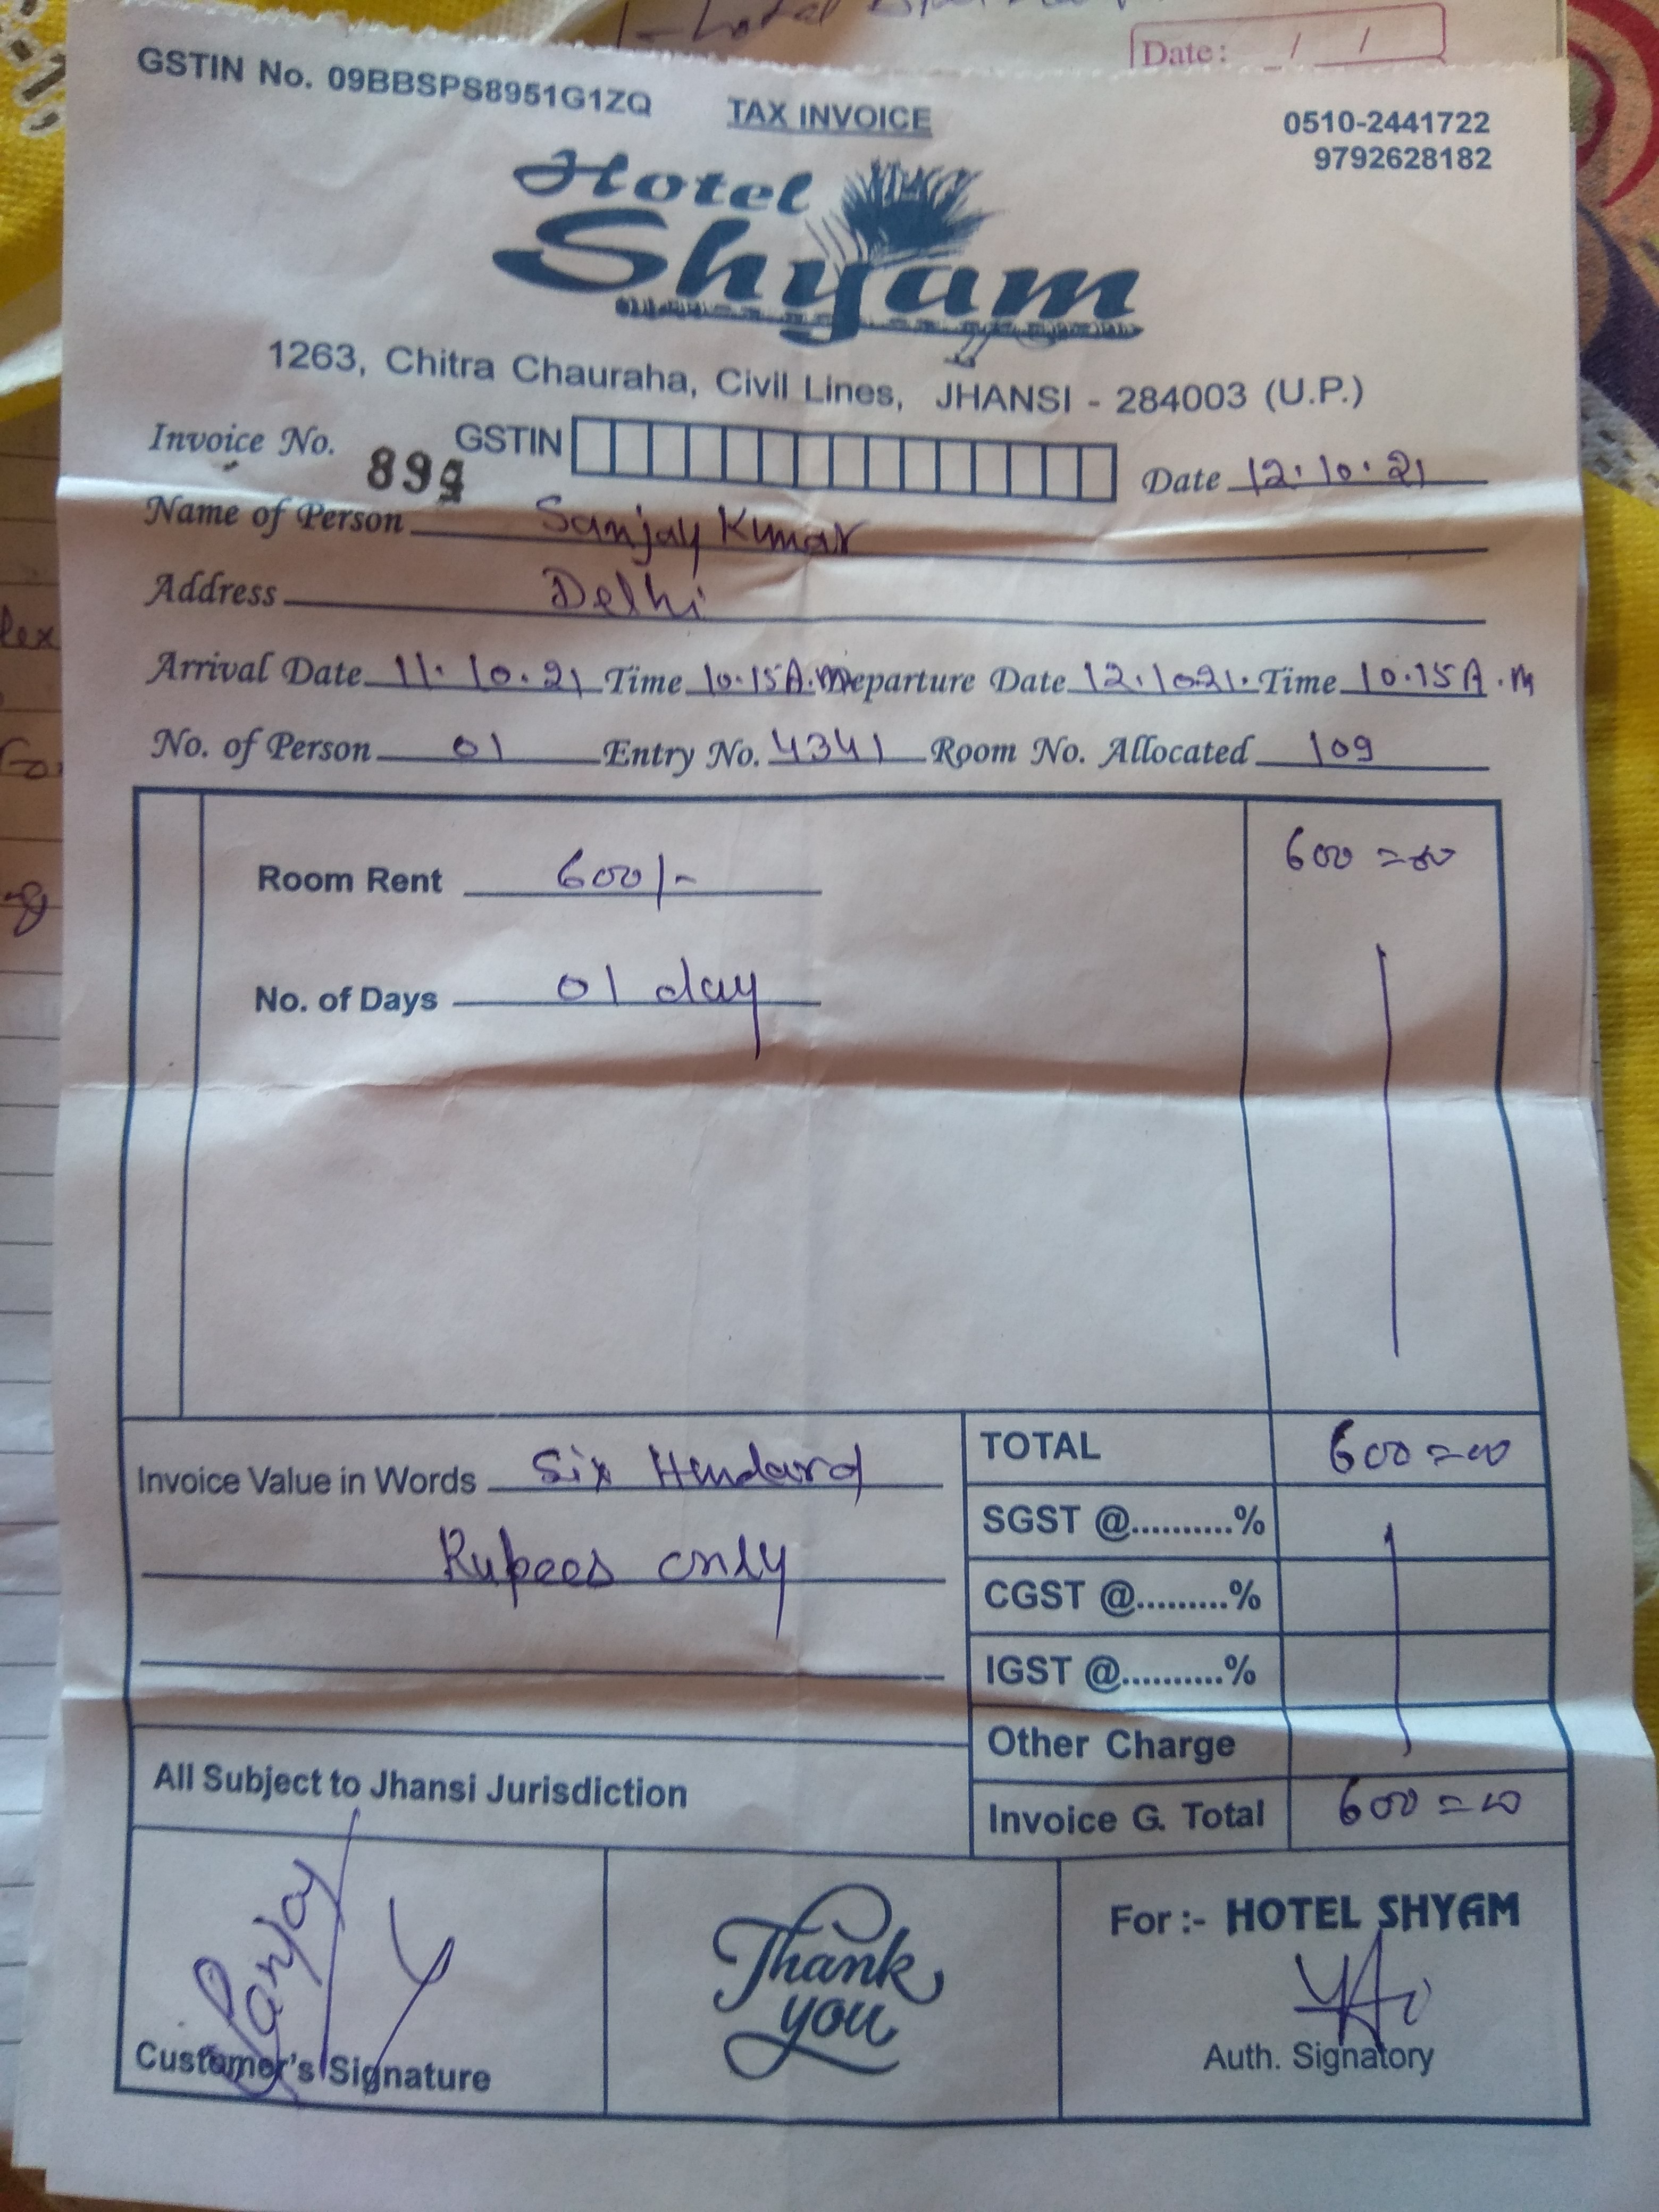 Date: / /
GSTIN No. 09BBSPS8951G1ZQ TAX INVOICE 0510-2441722
9792628182
Hotel
Shyam
1263, Chitra Chauraha, Civil Lines, JHANSI - 284003 (U.P.)
Invoice No. 899 GSTIN Date 12.10.21
Name of Person Sanjay Kumar
Address Delhi
Arrival Date 11.10.21 Time 10.15A.M Departure Date 12.10.21. Time 10.15A.M
No. of Person 01 Entry No. 4341 Room No. Allocated 109
Room Rent 600/- 600=00
No. of Days 01 day
TOTAL 600=00
Invoice Value in Words Six Hundard
SGST @..........%
Rupees only
CGST @.........%
IGST @..........%
Other Charge
All Subject to Jhansi Jurisdiction
Invoice G. Total 600=00
For :- HOTEL SHYAM
Sanjay
Thank
you
Customer's Signature Auth. Signatory